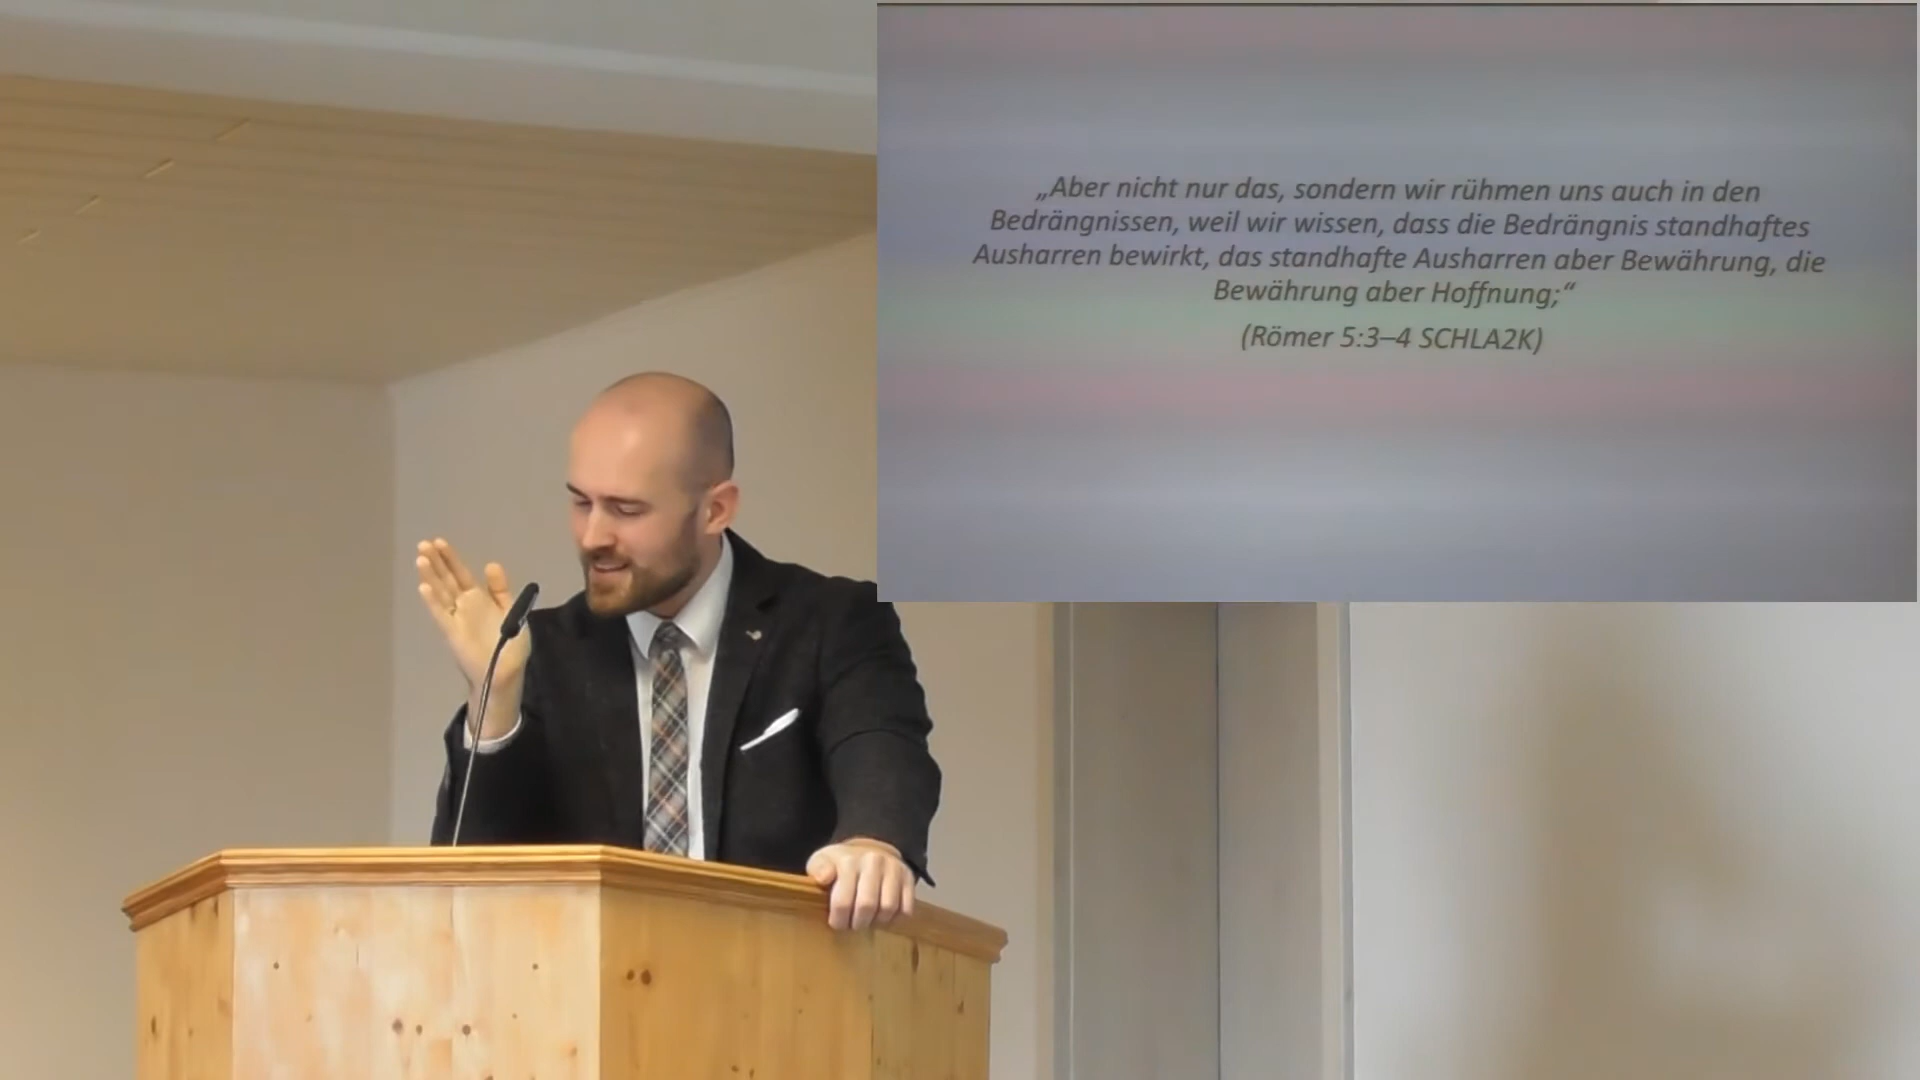 „Aber nicht nur das, sondern wir rühmen uns auch in den
Bedrängnissen, weil wir wissen, dass die Bedrängnis standhaftes
Ausharren bewirkt, das standhafte Ausharren aber Bewährung, die
Bewährung aber Hoffnung;“
(Römer 5:3–4 SCHLA2K)